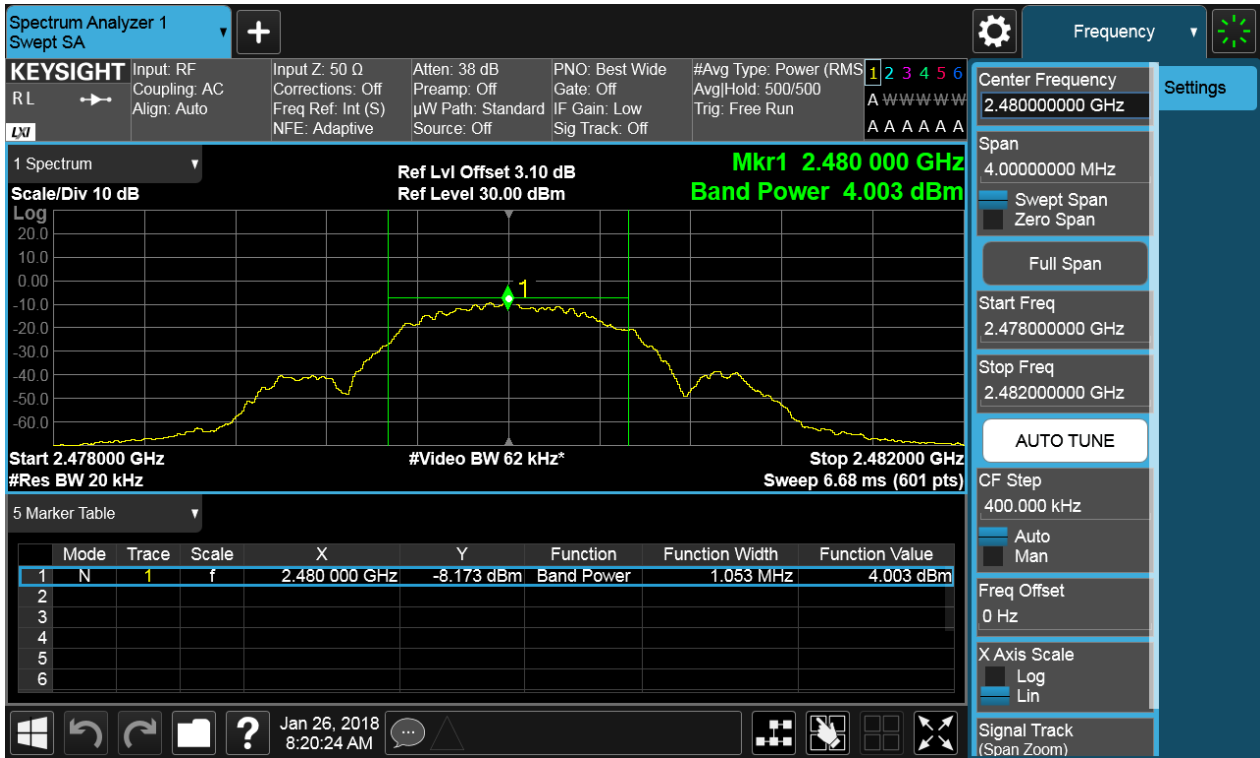 Spectrum Analyzer 1
Swept SA
+
Frequency
KEYSIGHT
R L
LXI
Input: RF
Coupling: AC
Align: Auto
Input Z: 50 Ω
Corrections: Off
Freq Ref: Int (S)
NFE: Adaptive
Atten: 38 dB
Preamp: Off
µW Path: Standard
Source: Off
PNO: Best Wide
Gate: Off
IF Gain: Low
Sig Track: Off
#Avg Type: Power (RMS
Avg|Hold: 500/500
Trig: Free Run
1 2 3 4 5 6
A W W W W W
A A A A A A
1 Spectrum
Scale/Div 10 dB
Ref Lvl Offset 3.10 dB
Ref Level 30.00 dBm
Mkr1 2.480 000 GHz
Band Power 4.003 dBm
Log
20.0
10.0
0.00
-10.0
-20.0
-30.0
-40.0
-50.0
-60.0
1
Start 2.478000 GHz
#Res BW 20 kHz
#Video BW 62 kHz*
Stop 2.482000 GHz
Sweep 6.68 ms (601 pts)
5 Marker Table
Mode Trace Scale X Y Function Function Width Function Value
1 N 1 f 2.480 000 GHz -8.173 dBm Band Power 1.053 MHz 4.003 dBm
2
3
4
5
6
?
Jan 26, 2018
8:20:24 AM
Center Frequency
2.480000000 GHz
Span
4.00000000 MHz
Swept Span
Zero Span
Full Span
Start Freq
2.478000000 GHz
Stop Freq
2.482000000 GHz
AUTO TUNE
CF Step
400.000 kHz
Auto
Man
Freq Offset
0 Hz
X Axis Scale
Log
Lin
Signal Track
(Span Zoom)
Settings